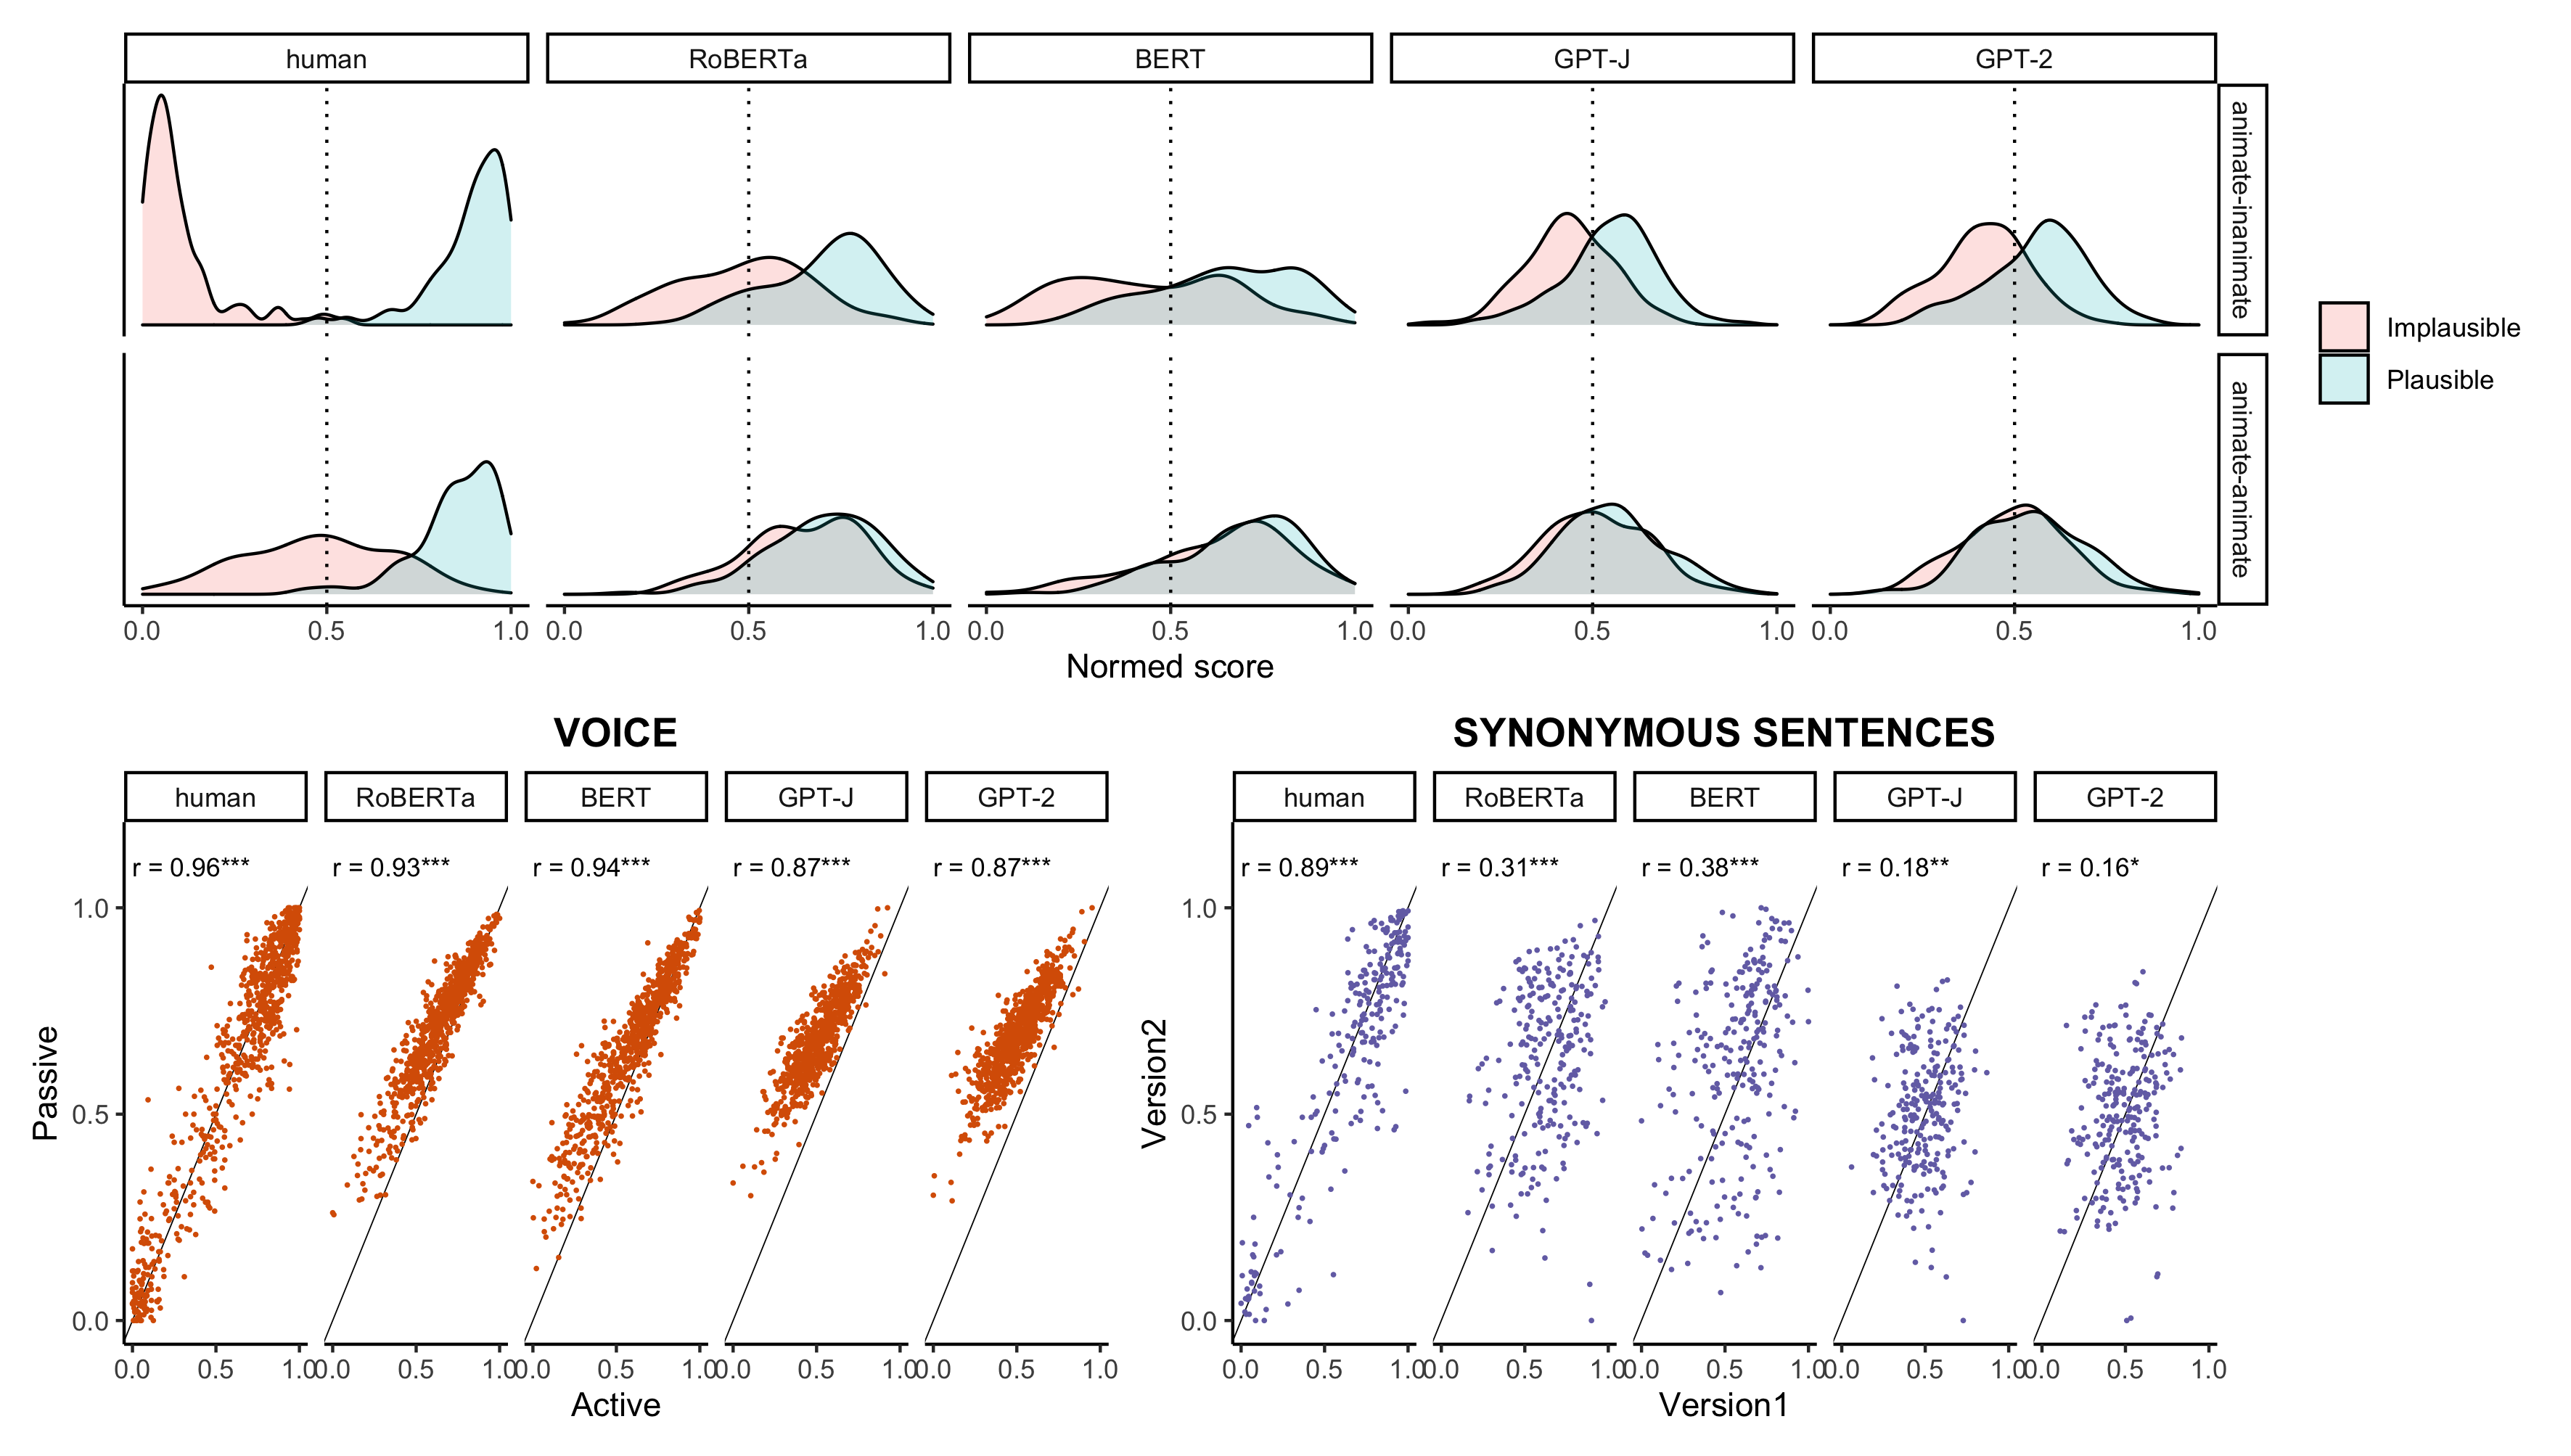 human RoBERTa BERT GPT-J GPT-2
animate-inanimate
Implausible
Plausible
animate-animate
0.0 0.5 1.0 0.0 0.5 1.0 0.0 0.5 1.0 0.0 0.5 1.0 0.0 0.5 1.0
Normed score
VOICE
human RoBERTa BERT GPT-J GPT-2
r = 0.96*** r = 0.93*** r = 0.94*** r = 0.87*** r = 0.87***
1.0
0.5
0.0
Passive
0.0 0.5 1.0 0.0 0.5 1.0 0.0 0.5 1.0 0.0 0.5 1.0 0.0 0.5 1.0
Active
SYNONYMOUS SENTENCES
human RoBERTa BERT GPT-J GPT-2
r = 0.89*** r = 0.31*** r = 0.38*** r = 0.18** r = 0.16*
1.0
0.5
0.0
Version2
0.0 0.5 1.0 0.0 0.5 1.0 0.0 0.5 1.0 0.0 0.5 1.0 0.0 0.5 1.0
Version1